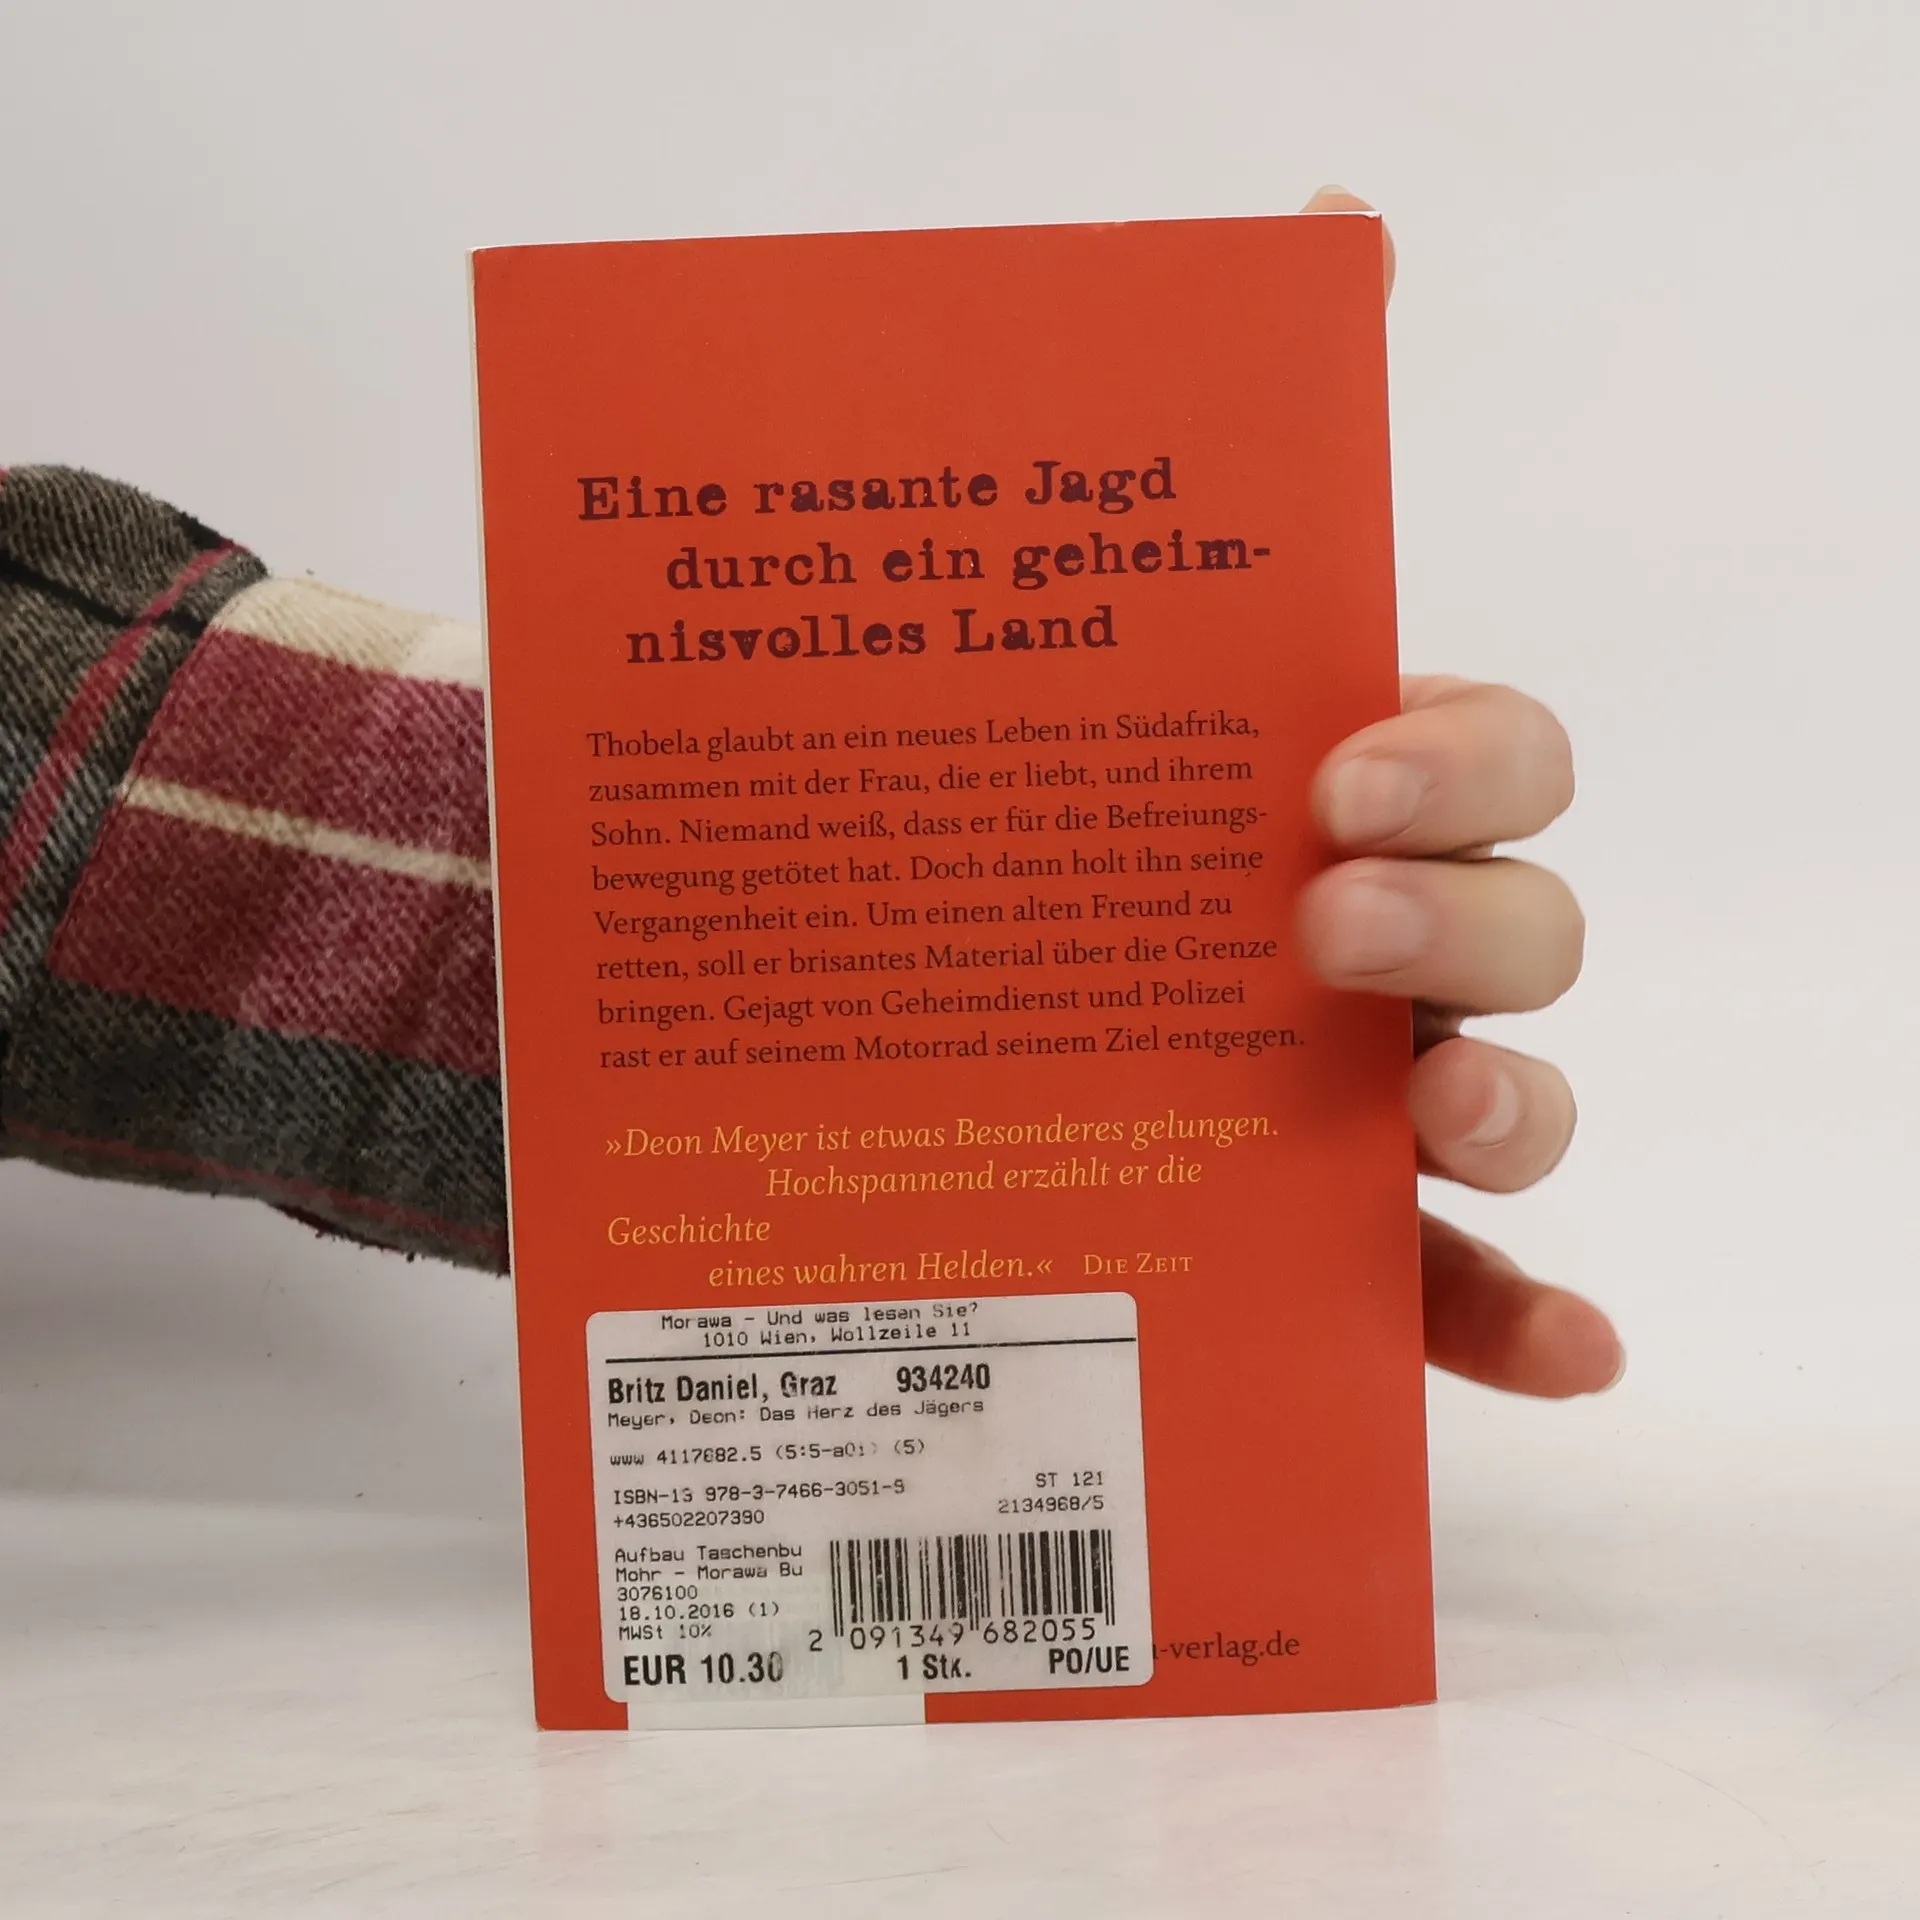 Eine rasante Jagd
durch ein geheim-
nisvolles Land
Thobela glaubt an ein neues Leben in Südafrika,
zusammen mit der Frau, die er liebt, und ihrem
Sohn. Niemand weiß, dass er für die Befreiungs-
bewegung getötet hat. Doch dann holt ihn seine
Vergangenheit ein. Um einen alten Freund zu
retten, soll er brisantes Material über die Grenze
bringen. Gejagt von Geheimdienst und Polizei
rast er auf seinem Motorrad seinem Ziel entgegen.
»Deon Meyer ist etwas Besonderes gelungen.
Hochspannend erzählt er die
Geschichte
eines wahren Helden.« DIE ZEIT
Morawa - Und was lesen Sie?
1010 Wien, Wollzeile 11
Britz Daniel, Graz 934240
Meyer, Deon: Das Herz des Jägers
www 4117682.5 (5:5-a0 (5)
ISBN-13 978-3-7466-3051-9 ST 121
+436502207390 2134968/5
Aufbau Taschenbu
Mohr - Morawa Bu
3076100
18.10.2016 (1)
MWSt 10%
2 091349 682055
EUR 10.30 1 Stk. PO/UE
-verlag.de